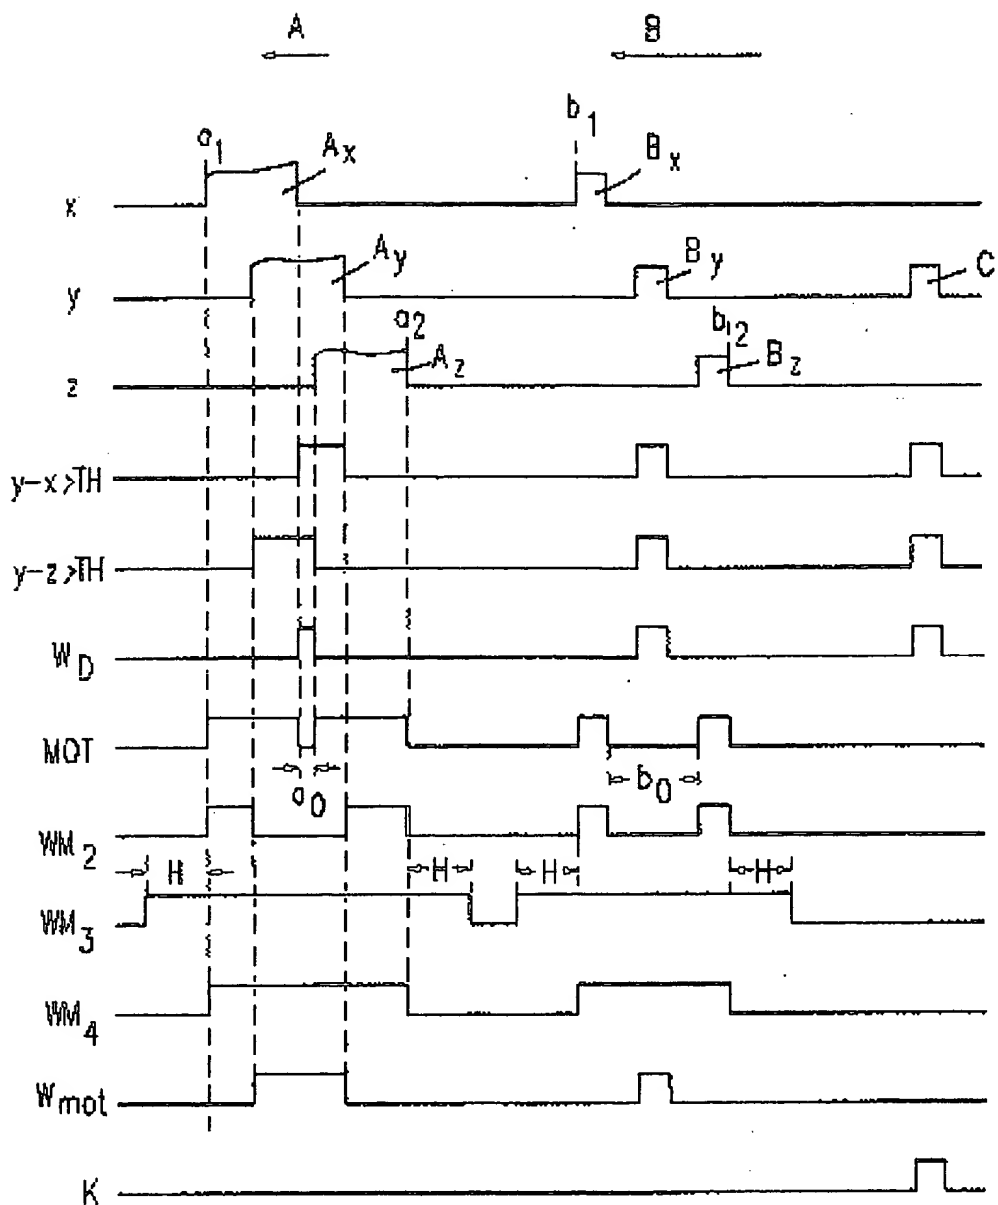 A B
a1 Ax b1 Bx
x
Ay By C
y
a2 b2
Az Bz
z
y-x>TH
y-z>TH
WD
MOT
a0 b0
WM2
H H H H
WM3
WM4
Wmot
K